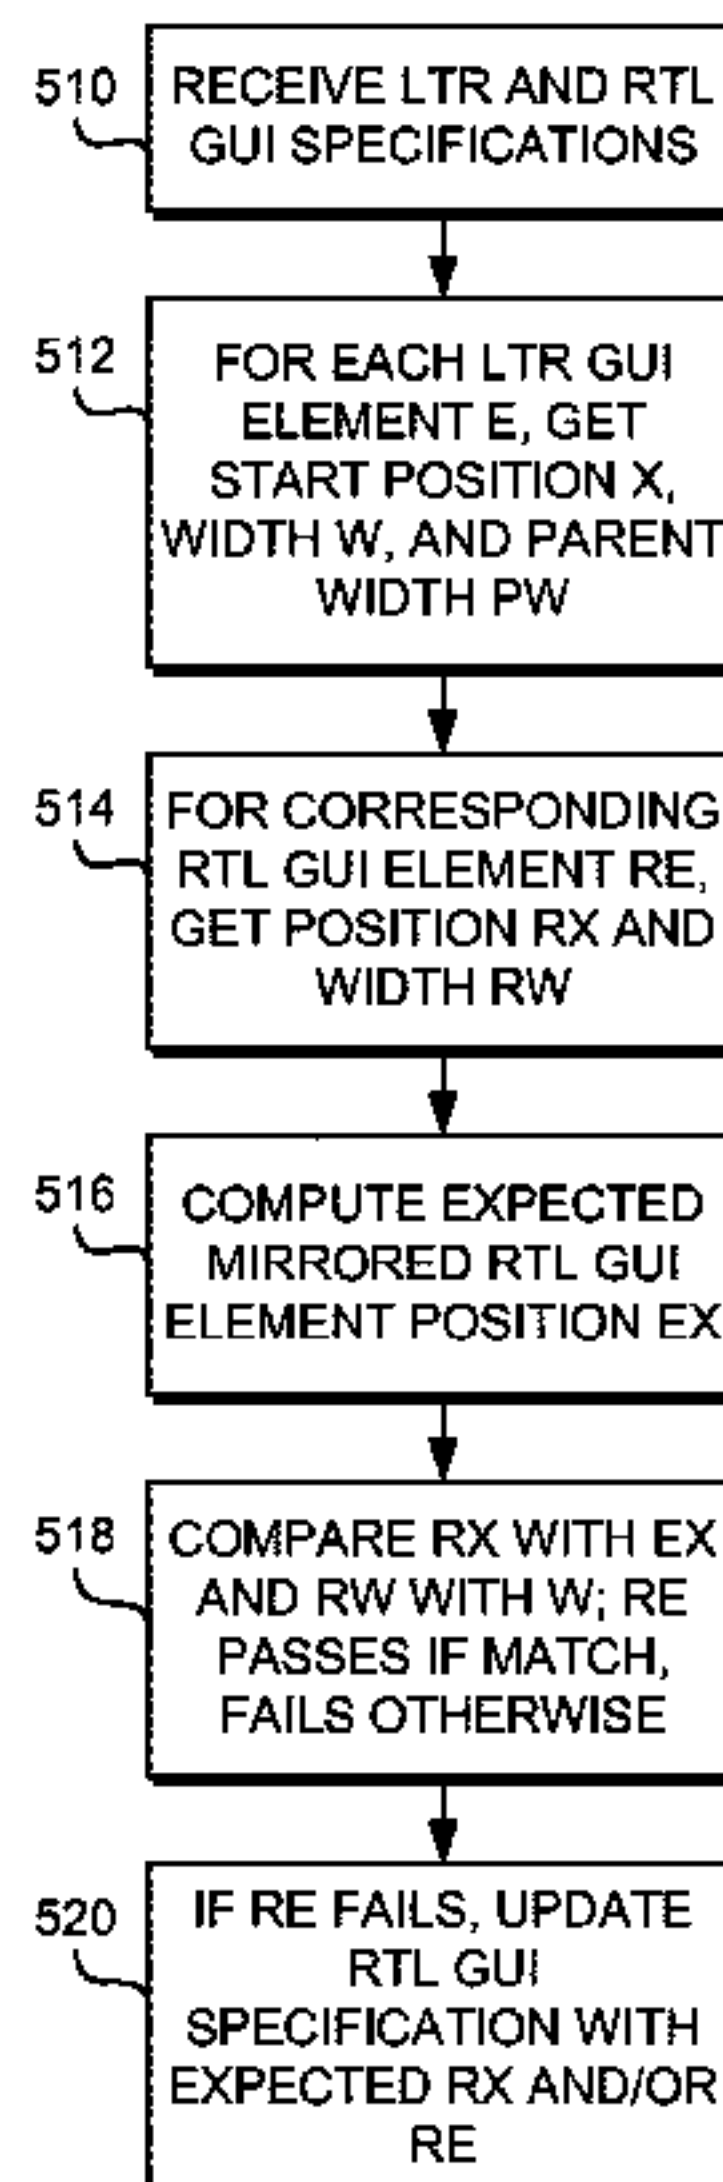 510
RECEIVE LTR AND RTL
GUI SPECIFICATIONS
512
FOR EACH LTR GUI
ELEMENT E, GET
START POSITION X,
WIDTH W, AND PARENT
WIDTH PW
514
FOR CORRESPONDING
RTL GUI ELEMENT RE,
GET POSITION RX AND
WIDTH RW
516
COMPUTE EXPECTED
MIRRORED RTL GUI
ELEMENT POSITION EX
518
COMPARE RX WITH EX
AND RW WITH W; RE
PASSES IF MATCH,
FAILS OTHERWISE
520
IF RE FAILS, UPDATE
RTL GUI
SPECIFICATION WITH
EXPECTED RX AND/OR
RE